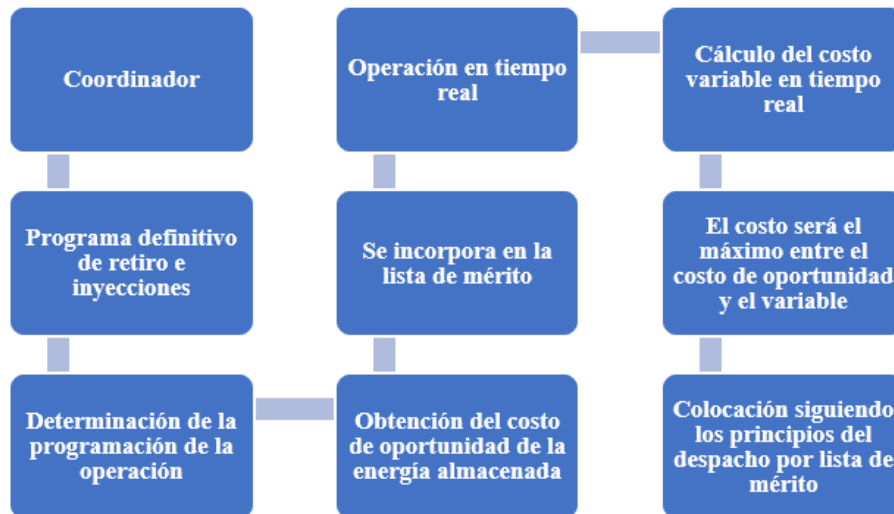 Coordinador
Programa definitivo
de retiro e
inyecciones
Determinación de la
programación de la
operación
Obtención del costo
de oportunidad de la
energía almacenada
Se incorpora en la
lista de mérito
Operación en tiempo
real
Cálculo del costo
variable en tiempo
real
El costo será el
máximo entre el
costo de oportunidad
y el variable
Colocación siguiendo
los principios del
despacho por lista de
mérito